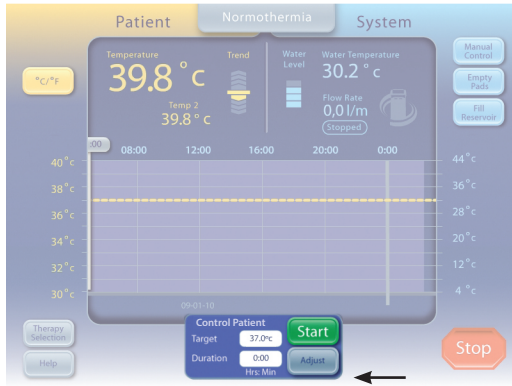 Patient
Normothermia
System
°C/°F
Temperature
39.8 °c
Trend
Temp 2
39.8 ° c
Water
Level
Water Temperature
30.2 ° c
Flow Rate
0,0 l/m
Stopped
Manual
Control
Empty
Pads
Fill
Reservoir
:00
08:00
12:00
16:00
20:00
0:00
40°c
38°c
36°c
34°c
32°c
30°c
44°c
36°c
28°c
20°c
12°c
4 °c
09-01-10
Therapy
Selection
Help
Control Patient
Target
37.0°c
Start
Duration
0:00
Hrs: Min
Adjust
Stop